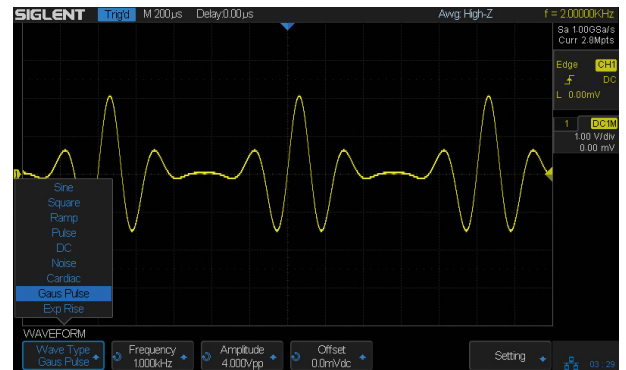 SIGLENT Trig'd M 200μs Delay:0.00μs Awg: High-Z f = 2.00000KHz
Sa 1.00GSa/s
Curr 2.8Mpts
Edge CH1
DC
L 0.00mV
1 DC1M
1.00 V/div
0.00 mV
Sine
Square
Ramp
Pulse
DC
Noise
Cardiac
Gaus Pulse
Exp Rise
WAVEFORM
Wave Type Frequency Amplitude Offset Setting
Gaus Pulse 1.000kHz 4.000Vpp 0.0mVdc 03:29